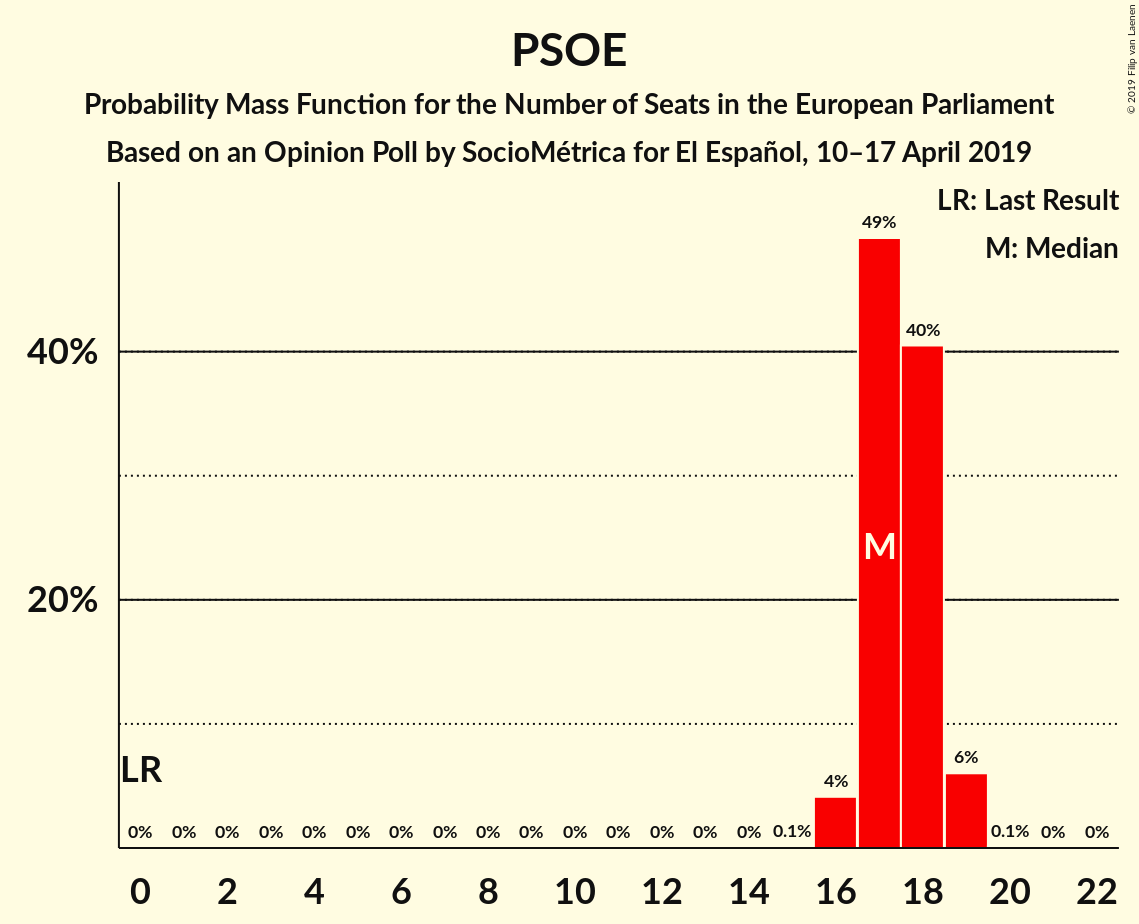 PSOE
Probability Mass Function for the Number of Seats in the European Parliament
Based on an Opinion Poll by SocioMétrica for El Español, 10–17 April 2019
© 2019 Filip van Laenen
LR: Last Result
M: Median
49%
40%
40%
20%
M
LR
4%
6%
0% 0% 0% 0% 0% 0% 0% 0% 0% 0% 0% 0% 0% 0% 0% 0.1% 0.1% 0% 0%
0 2 4 6 8 10 12 14 16 18 20 22